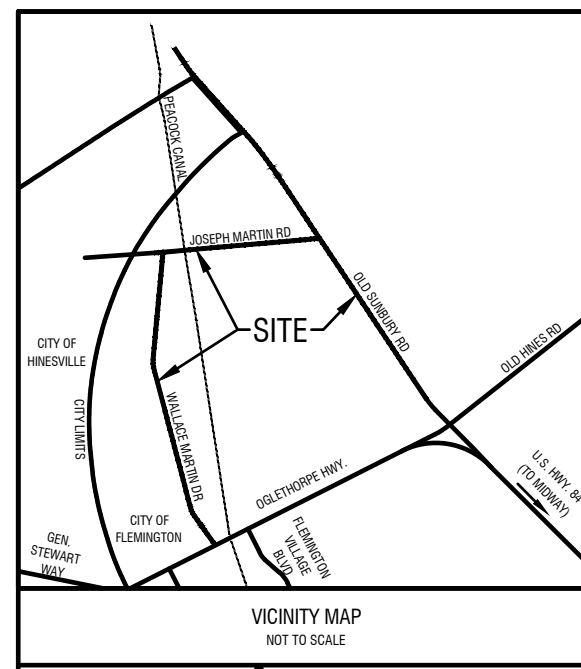 PEACOCK CANAL
JOSEPH MARTIN RD
OLD SUNBURY RD
SITE
CITY OF
HINESVILLE
OLD HINES RD
CITY LIMITS
WALLACE MARTIN DR
OGLETHORPE HWY.
U.S. HWY. 84
(TO MIDWAY)
CITY OF
FLEMINGTON
FLEMINGTON
VILLAGE
BLVD
GEN.
STEWART
WAY
VICINITY MAP
NOT TO SCALE